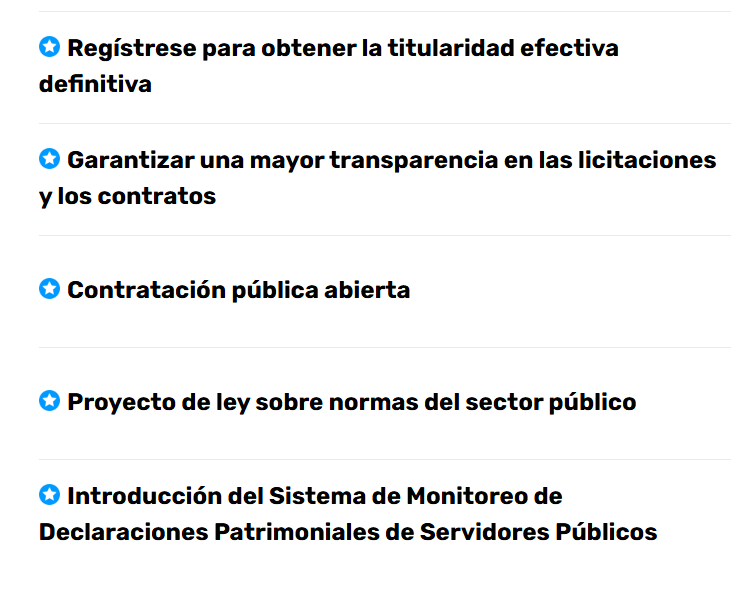 Regístrese para obtener la titularidad efectiva
definitiva
Garantizar una mayor transparencia en las licitaciones
y los contratos
Contratación pública abierta
Proyecto de ley sobre normas del sector público
Introducción del Sistema de Monitoreo de
Declaraciones Patrimoniales de Servidores Públicos